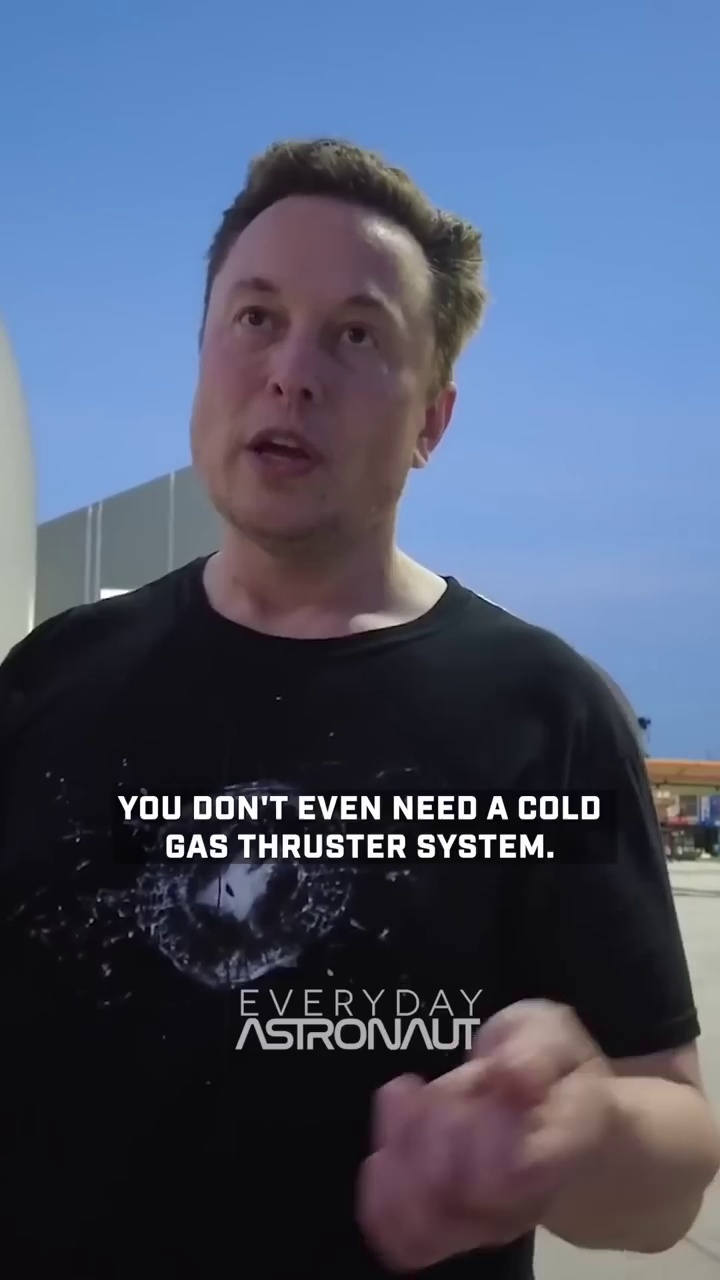 YOU DON'T EVEN NEED A COLD
GAS THRUSTER SYSTEM.
EVERYDAY
ASTRONAUT